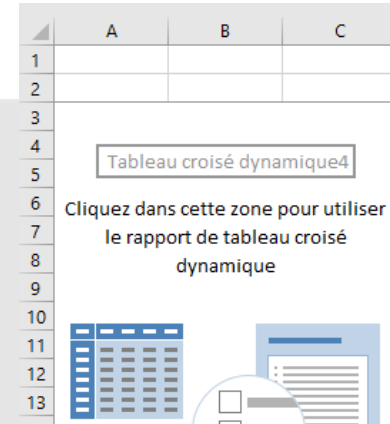 A B C
1
2
3
4
Tableau croisé dynamique4
5
6
Cliquez dans cette zone pour utiliser
7
le rapport de tableau croisé
8
dynamique
9
10
11
12
13